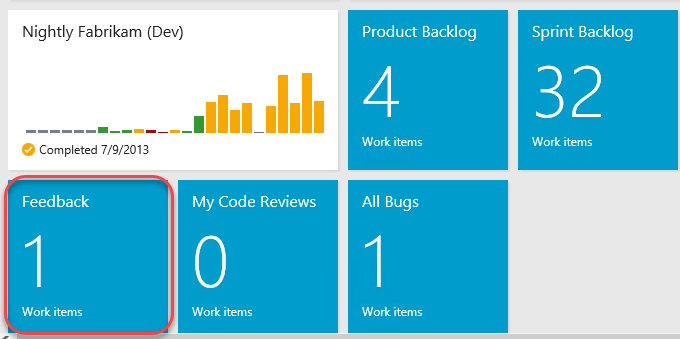 Nightly Fabrikam (Dev)
Completed 7/9/2013
Product Backlog
4
Work items
Sprint Backlog
32
Work items
Feedback
1
Work items
My Code Reviews
0
Work items
All Bugs
1
Work items